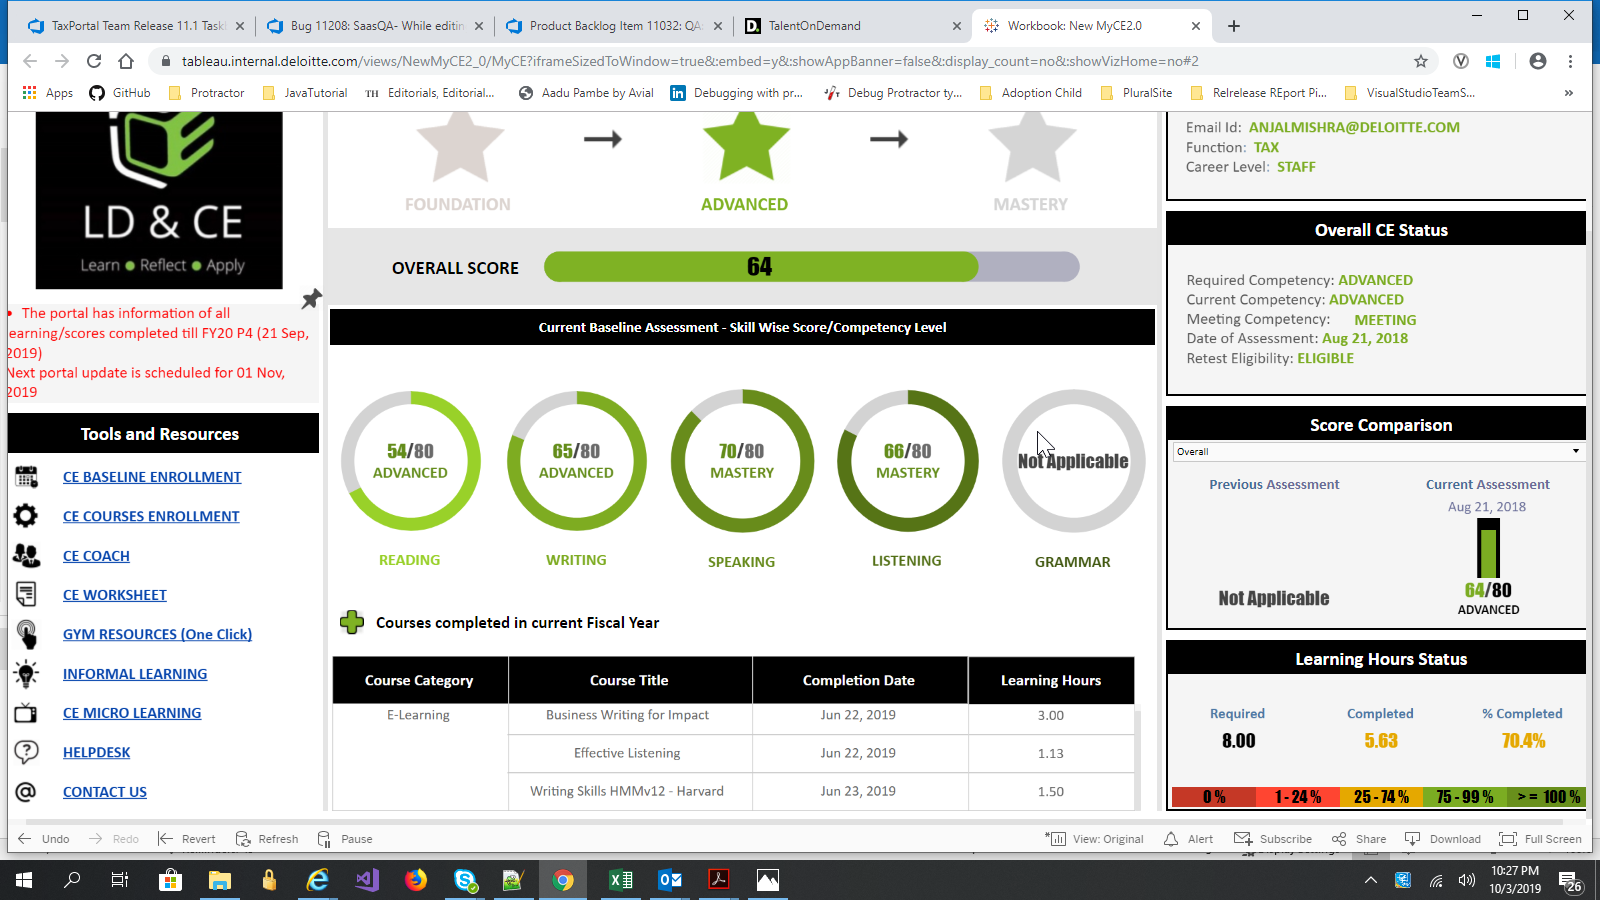 TaxPortal Team Release 11.1 Taskb
Bug 11208: SaasQA- While editin
Product Backlog Item 11032: QA:
TalentOnDemand
Workbook: New MyCE2.0
tableau.internal.deloitte.com/views/NewMyCE2_0/MyCE?iframeSizedToWindow=true&:embed=y&:showAppBanner=false&:display_count=no&:showVizHome=no#2
Apps
GitHub
Protractor
JavaTutorial
TH Editorials, Editorial...
Aadu Pambe by Avial
in Debugging with pr...
Debug Protractor ty...
Adoption Child
PluralSite
Relrelease REport Pi...
VisualStudioTeamS...
»
LD & CE
Learn ● Reflect ● Apply
• The portal has information of all
learning/scores completed till FY20 P4 (21 Sep,
2019)
Next portal update is scheduled for 01 Nov,
2019
Tools and Resources
CE BASELINE ENROLLMENT
CE COURSES ENROLLMENT
CE COACH
CE WORKSHEET
GYM RESOURCES (One Click)
INFORMAL LEARNING
CE MICRO LEARNING
HELPDESK
CONTACT US
FOUNDATION
ADVANCED
MASTERY
OVERALL SCORE
64
Current Baseline Assessment - Skill Wise Score/Competency Level
54/80
ADVANCED
READING
65/80
ADVANCED
WRITING
70/80
MASTERY
SPEAKING
66/80
MASTERY
LISTENING
Not Applicable
GRAMMAR
Courses completed in current Fiscal Year
Course Category Course Title Completion Date Learning Hours
E-Learning Business Writing for Impact Jun 22, 2019 3.00
Effective Listening Jun 22, 2019 1.13
Writing Skills HMMv12 - Harvard Jun 23, 2019 1.50
Email Id: ANJALMISHRA@DELOITTE.COM
Function: TAX
Career Level: STAFF
Overall CE Status
Required Competency: ADVANCED
Current Competency: ADVANCED
Meeting Competency: MEETING
Date of Assessment: Aug 21, 2018
Retest Eligibility: ELIGIBLE
Score Comparison
Overall
Previous Assessment
Not Applicable
Current Assessment
Aug 21, 2018
64/80
ADVANCED
Learning Hours Status
Required Completed % Completed
8.00 5.63 70.4%
0 % 1 - 24 % 25 - 74 % 75 - 99 % > = 100 %
Undo
Redo
Revert
Refresh
Pause
View: Original
Alert
Subscribe
Share
Download
Full Screen
10:27 PM
10/3/2019
26